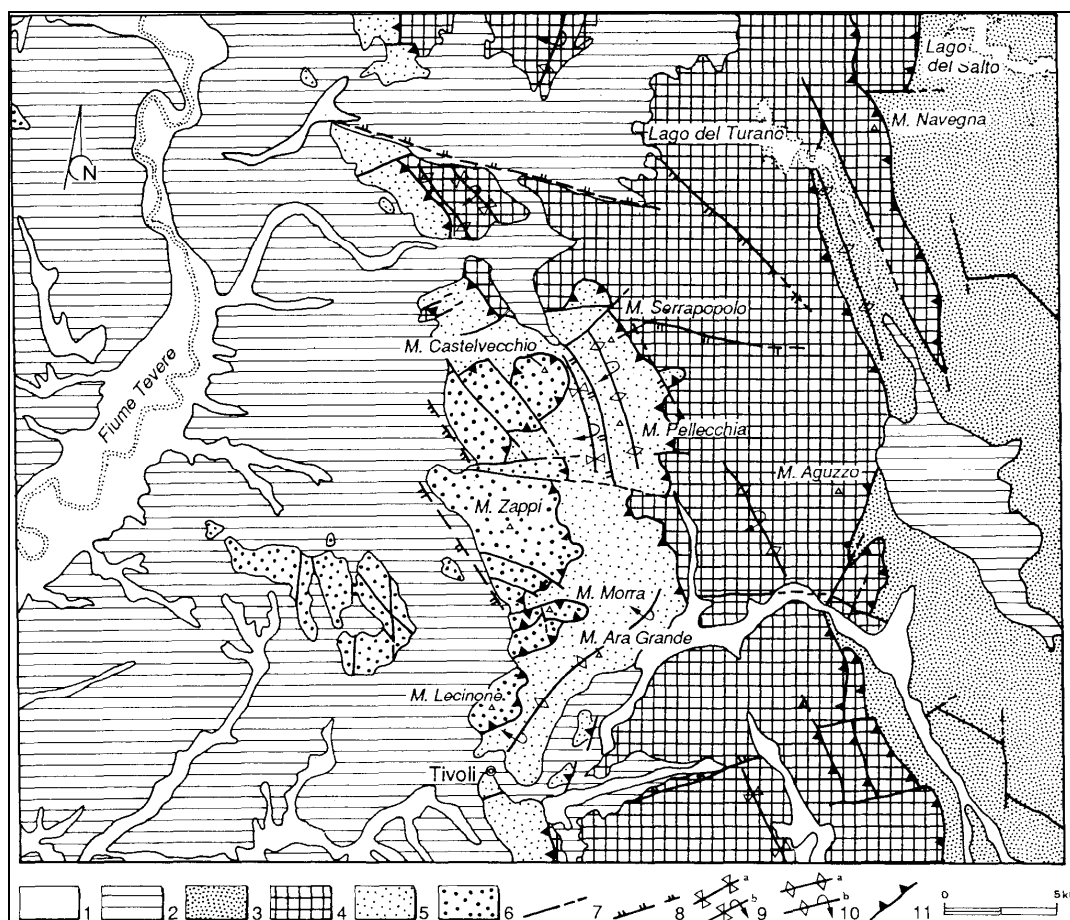 Lago
del Salto
M. Navegna
Lago del Turano
N
M. Serrapopolo
M. Castelvecchio
Fiume Tevere
M. Pellecchia
M. Aguzzo
M. Zappi
M. Morra
M. Ara Grande
M. Lecinone
Tivoli
1 2 3 4 5 6 7 8 a b 9 a b 10 11 0 5 k